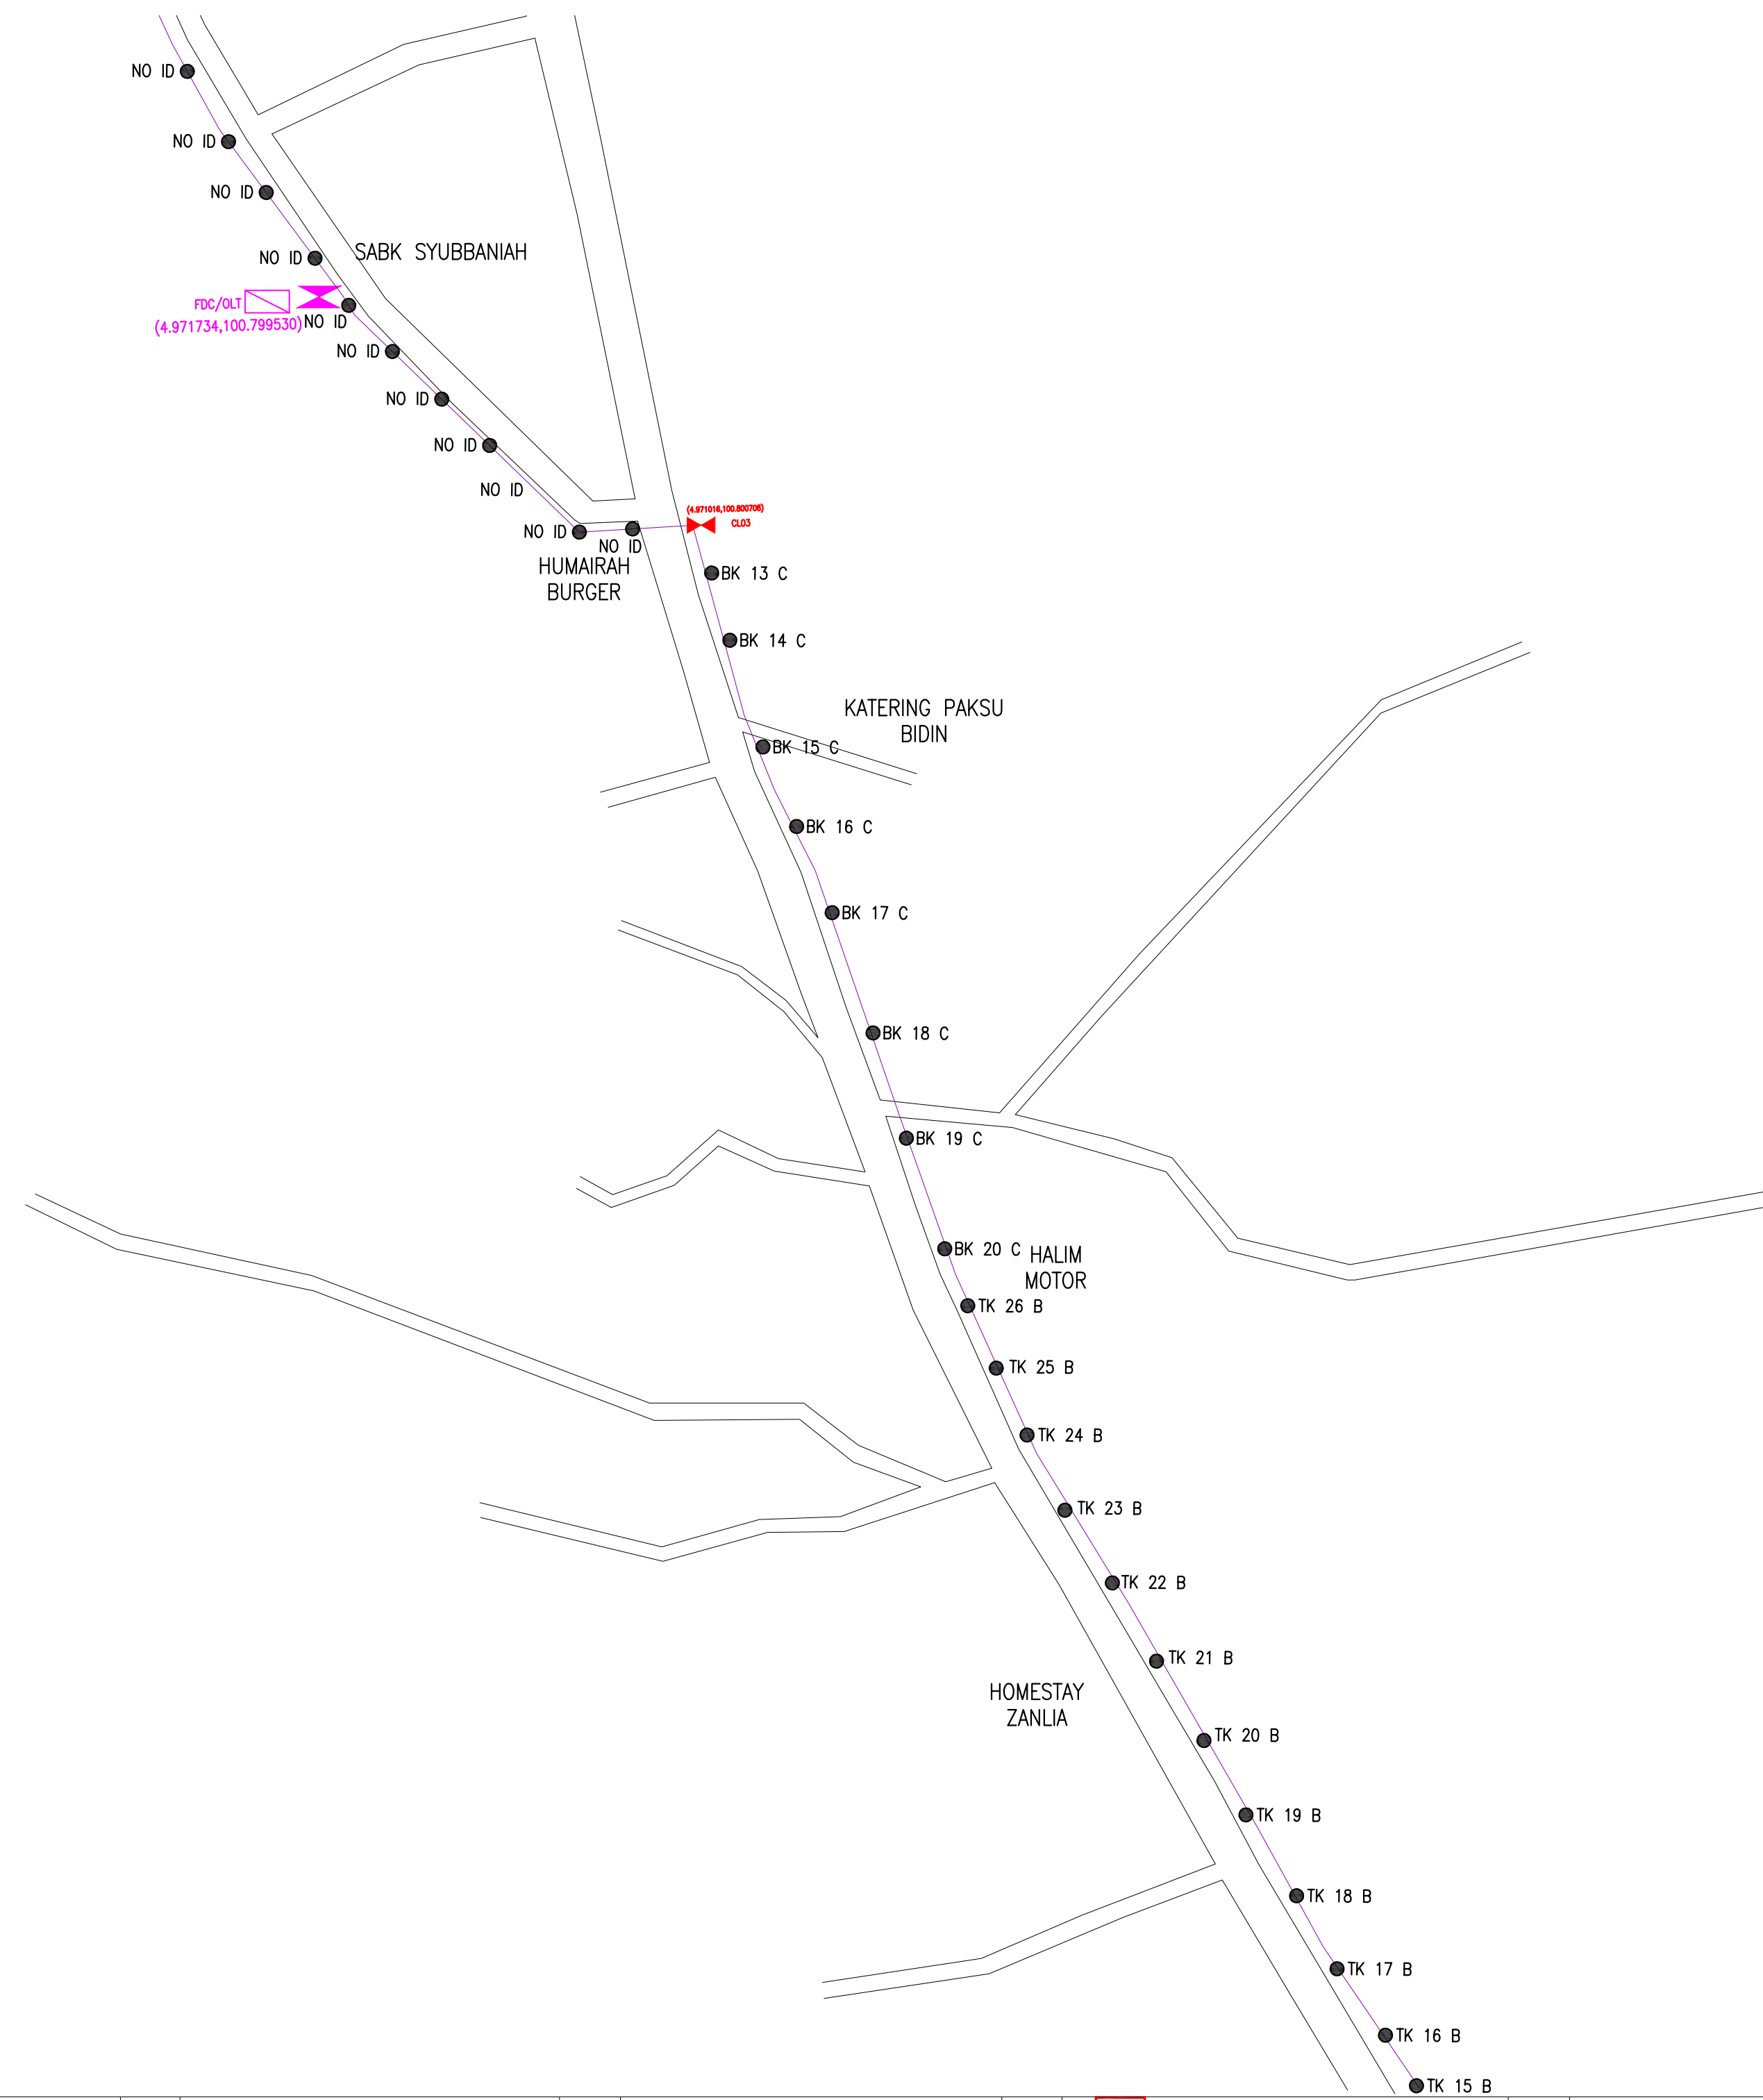 NO ID
NO ID
NO ID
SABK SYUBBANIAH
NO ID
FDC/OLT
(4.971734,100.799530)
NO ID
NO ID
NO ID
NO ID
NO ID
(4.971016,100.800708)
CL03
NO ID
NO ID
HUMAIRAH
BURGER
BK 13 C
BK 14 C
KATERING PAKSU
BIDIN
BK 15 C
BK 16 C
BK 17 C
BK 18 C
BK 19 C
BK 20 C
HALIM
MOTOR
TK 26 B
TK 25 B
TK 24 B
TK 23 B
TK 22 B
TK 21 B
HOMESTAY
ZANLIA
TK 20 B
TK 19 B
TK 18 B
TK 17 B
TK 16 B
TK 15 B